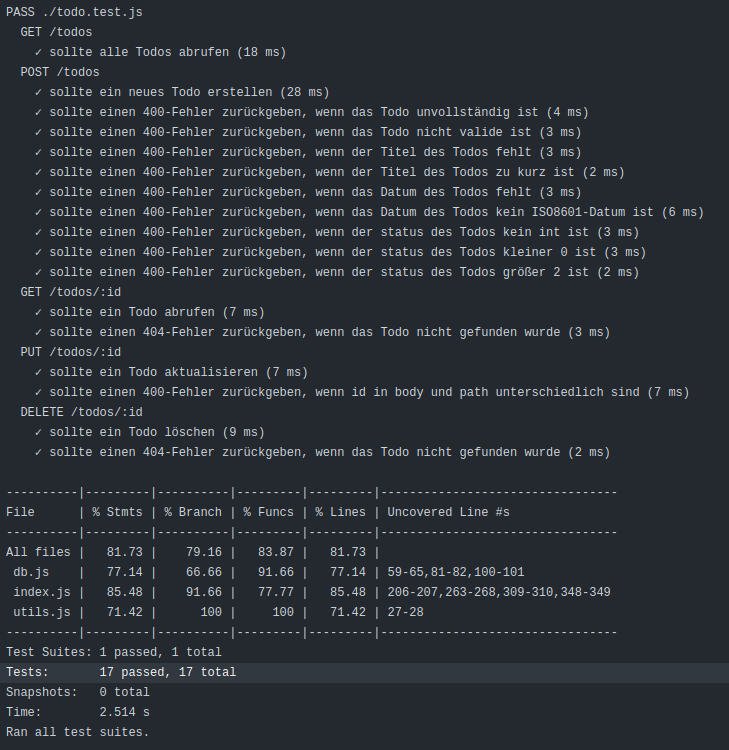 PASS ./todo.test.js
GET /todos
✓ sollte alle Todos abrufen (18 ms)
POST /todos
✓ sollte ein neues Todo erstellen (28 ms)
✓ sollte einen 400-Fehler zurückgeben, wenn das Todo unvollständig ist (4 ms)
✓ sollte einen 400-Fehler zurückgeben, wenn das Todo nicht valide ist (3 ms)
✓ sollte einen 400-Fehler zurückgeben, wenn der Titel des Todos fehlt (3 ms)
✓ sollte einen 400-Fehler zurückgeben, wenn der Titel des Todos zu kurz ist (2 ms)
✓ sollte einen 400-Fehler zurückgeben, wenn das Datum des Todos fehlt (3 ms)
✓ sollte einen 400-Fehler zurückgeben, wenn das Datum des Todos kein ISO8601-Datum ist (6 ms)
✓ sollte einen 400-Fehler zurückgeben, wenn der status des Todos kein int ist (3 ms)
✓ sollte einen 400-Fehler zurückgeben, wenn der status des Todos kleiner 0 ist (3 ms)
✓ sollte einen 400-Fehler zurückgeben, wenn der status des Todos größer 2 ist (2 ms)
GET /todos/:id
✓ sollte ein Todo abrufen (7 ms)
✓ sollte einen 404-Fehler zurückgeben, wenn das Todo nicht gefunden wurde (3 ms)
PUT /todos/:id
✓ sollte ein Todo aktualisieren (7 ms)
✓ sollte einen 400-Fehler zurückgeben, wenn id in body und path unterschiedlich sind (7 ms)
DELETE /todos/:id
✓ sollte ein Todo löschen (9 ms)
✓ sollte einen 404-Fehler zurückgeben, wenn das Todo nicht gefunden wurde (2 ms)
----------|---------|----------|---------|---------|---------------------------------
File      | % Stmts | % Branch | % Funcs | % Lines | Uncovered Line #s
----------|---------|----------|---------|---------|---------------------------------
All files |   81.73 |    79.16 |   83.87 |   81.73 |
 db.js    |   77.14 |    66.66 |   91.66 |   77.14 | 59-65,81-82,100-101
 index.js |   85.48 |    91.66 |   77.77 |   85.48 | 206-207,263-268,309-310,348-349
 utils.js |   71.42 |      100 |     100 |   71.42 | 27-28
----------|---------|----------|---------|---------|---------------------------------
Test Suites: 1 passed, 1 total
Tests:       17 passed, 17 total
Snapshots:   0 total
Time:        2.514 s
Ran all test suites.